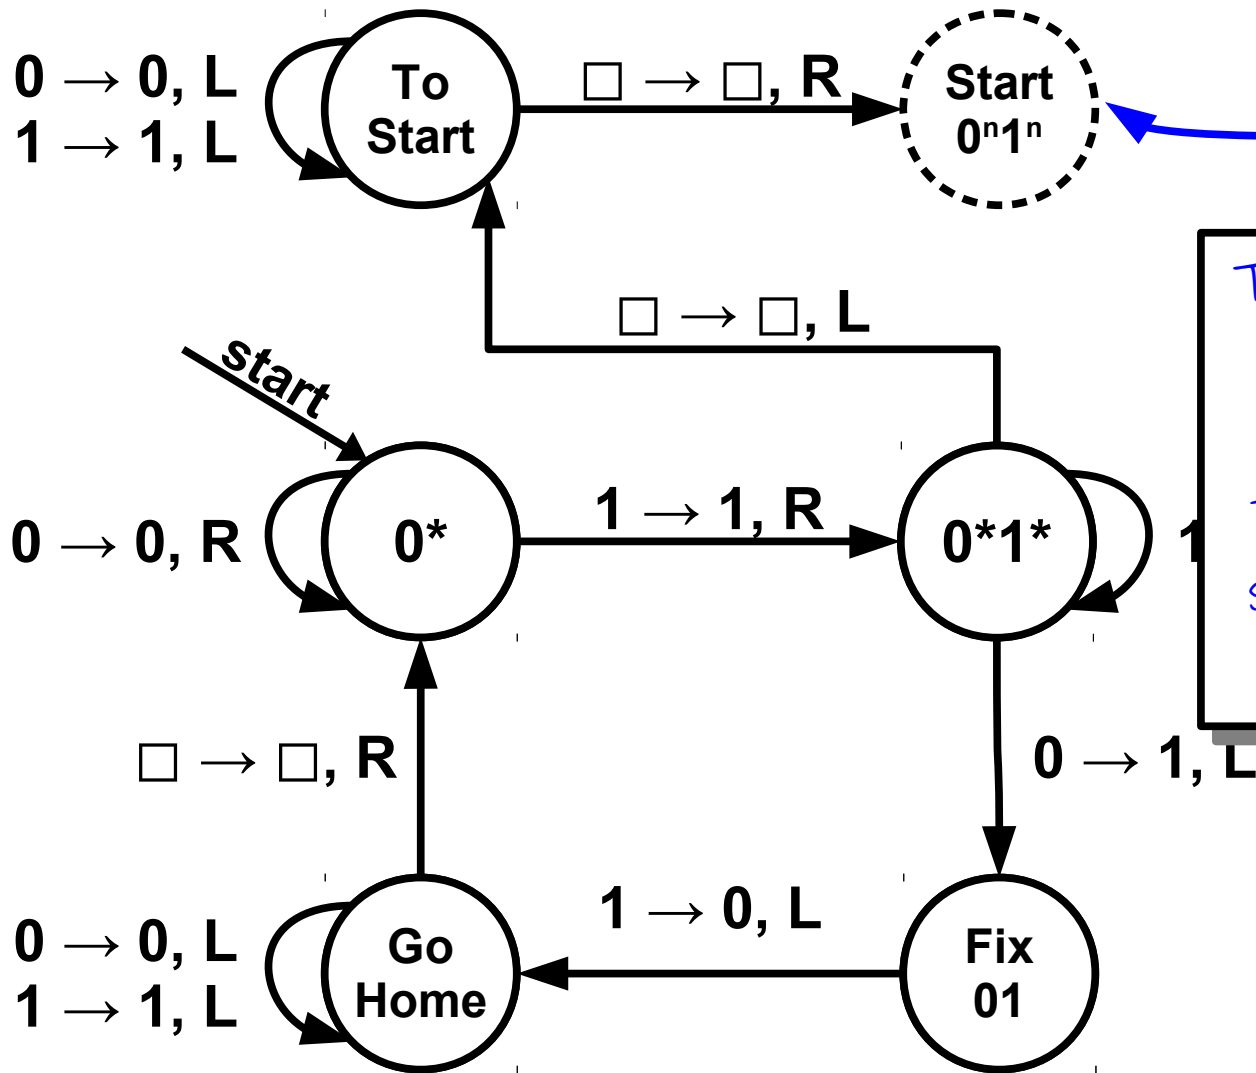 0 → 0, L
1 → 1, L
To
Start
□ → □, R
Start
0ⁿ1ⁿ
□ → □, L
start
0 → 0, R
0*
1 → 1, R
0*1*
1
□ → □, R
0 → 1, L
0 → 0, L
1 → 1, L
Go
Home
1 → 0, L
Fix
01